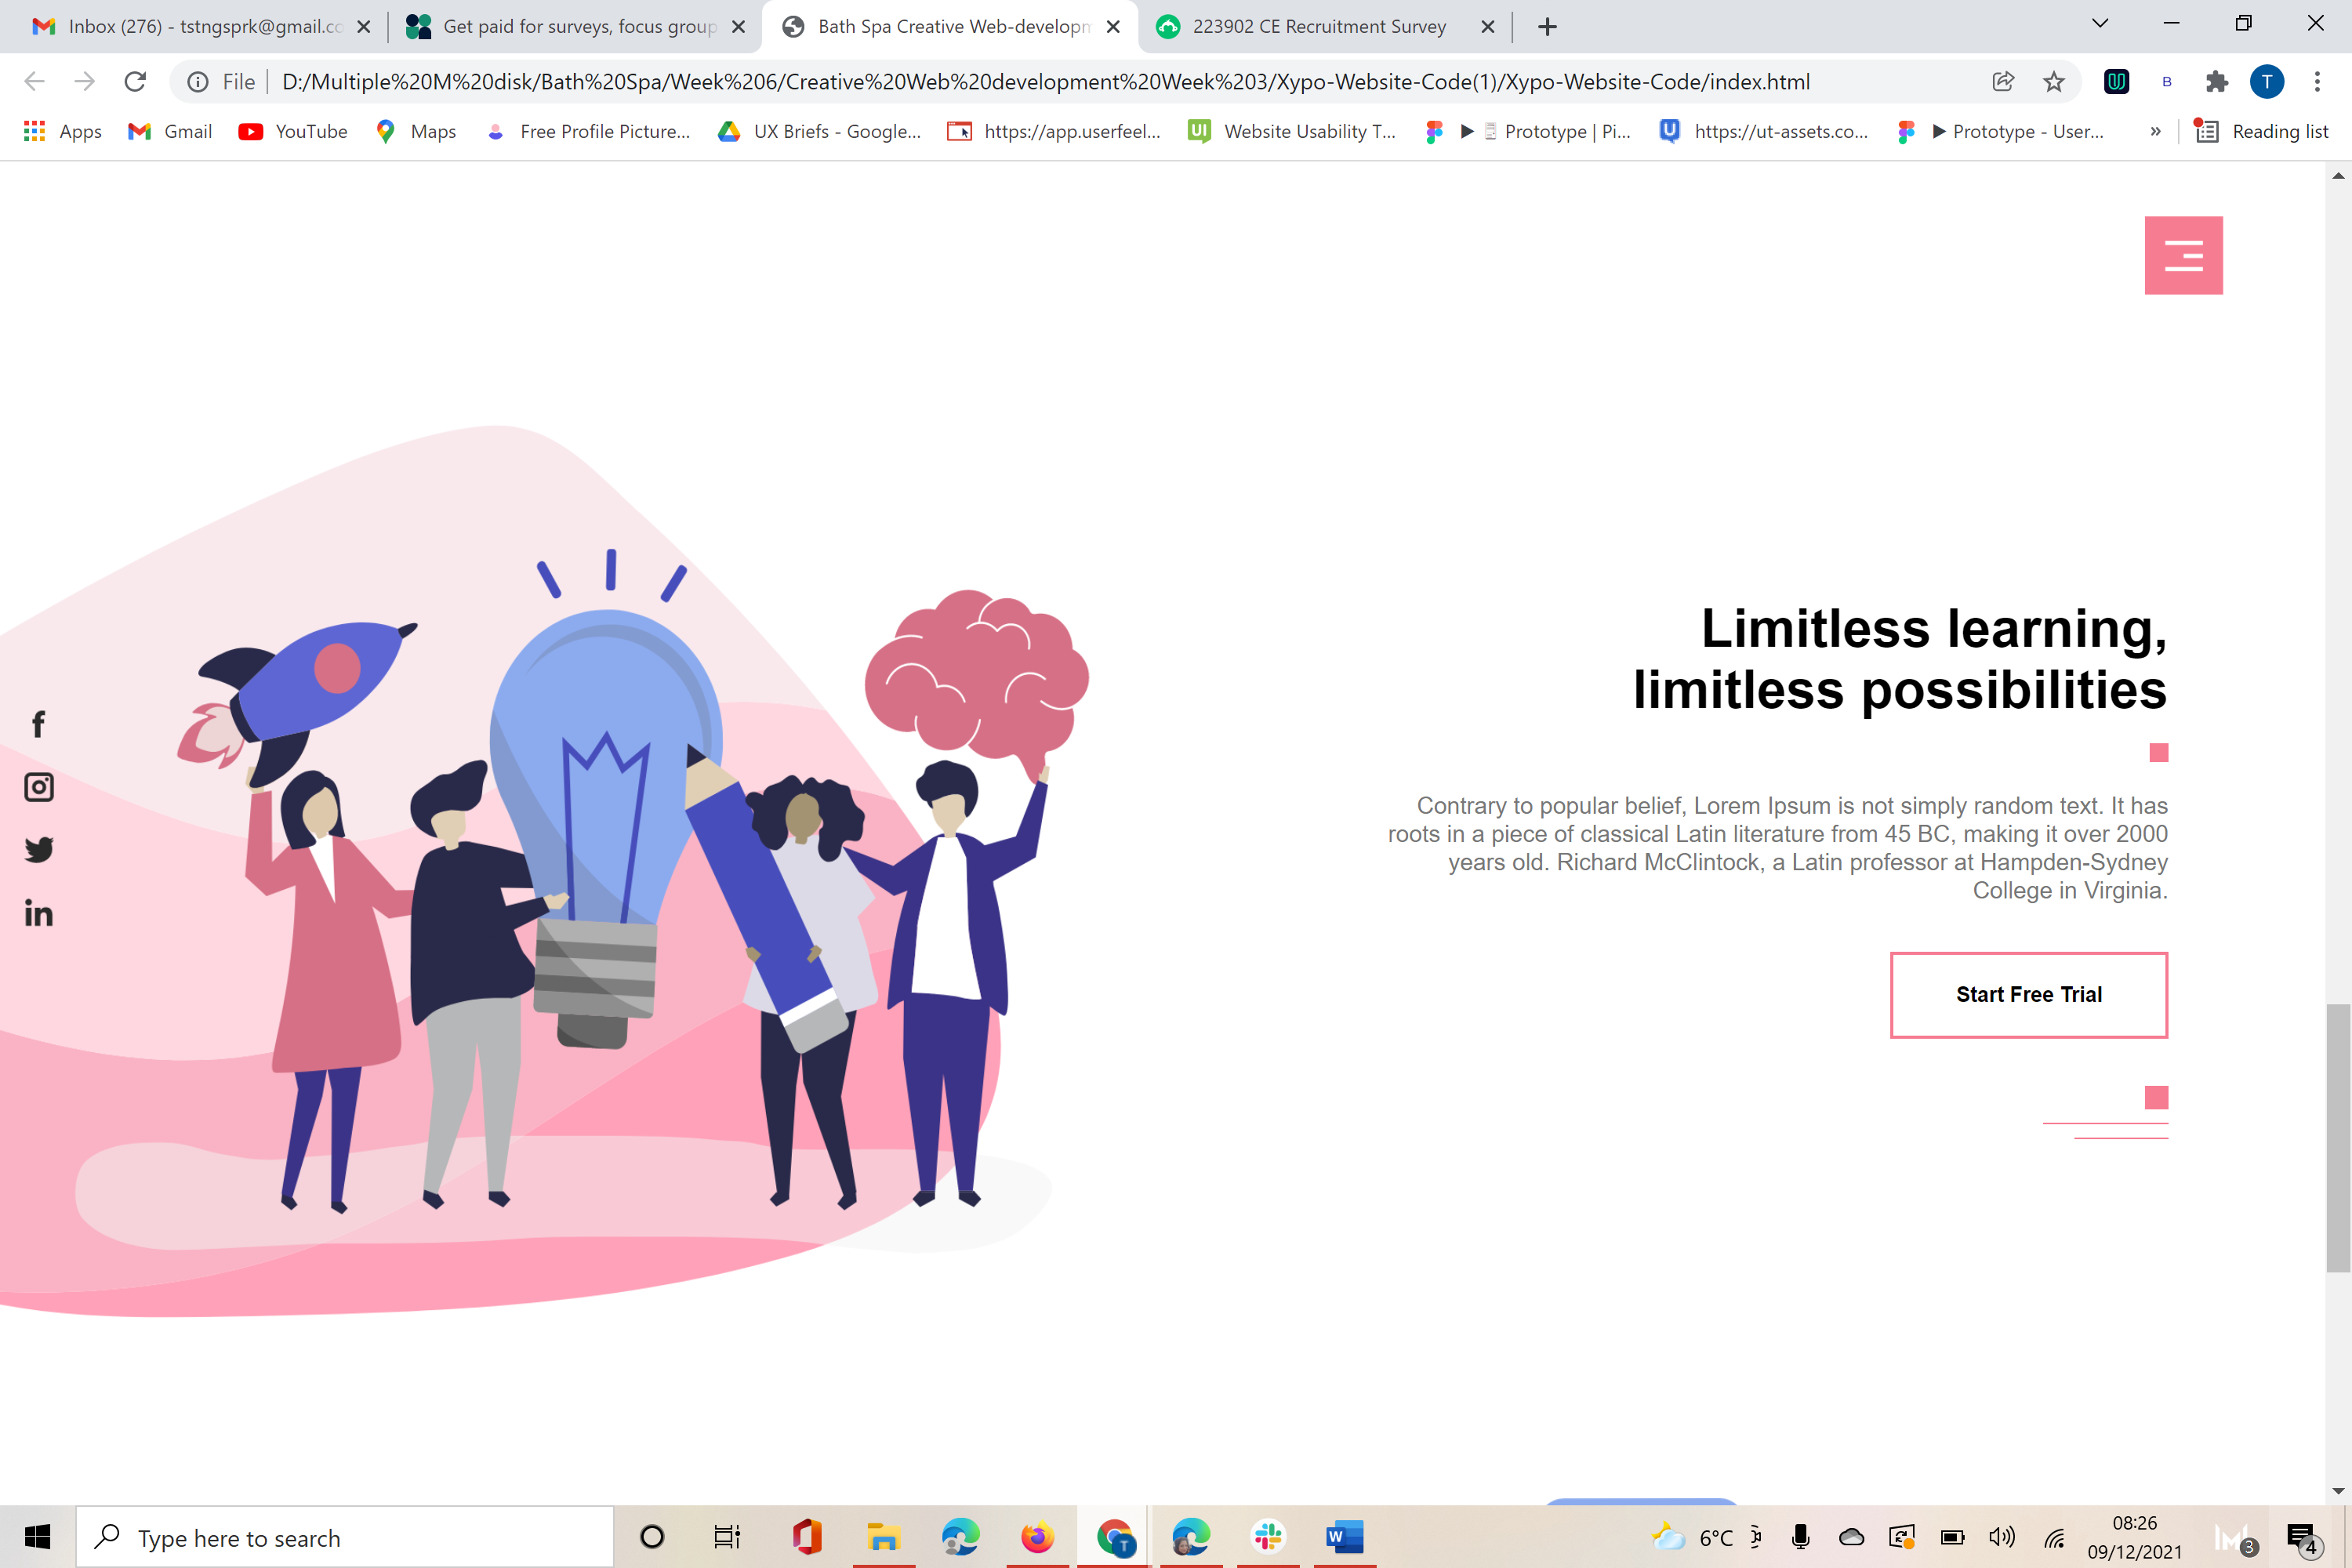 Inbox (276) - tstngsprk@gmail.co
Get paid for surveys, focus group
Bath Spa Creative Web-developm
223902 CE Recruitment Survey
File
D:/Multiple%20M%20disk/Bath%20Spa/Week%206/Creative%20Web%20development%20Week%203/Xypo-Website-Code(1)/Xypo-Website-Code/index.html
B
T
Apps
Gmail
YouTube
Maps
Free Profile Picture...
UX Briefs - Google...
https://app.userfeel...
UI
Website Usability T...
Prototype | Pi...
https://ut-assets.co...
Prototype - User...
»
Reading list
f
in
Limitless learning,
limitless possibilities
Contrary to popular belief, Lorem Ipsum is not simply random text. It has
roots in a piece of classical Latin literature from 45 BC, making it over 2000
years old. Richard McClintock, a Latin professor at Hampden-Sydney
College in Virginia.
Start Free Trial
Type here to search
T
W
6°C
08:26
09/12/2021
3
4